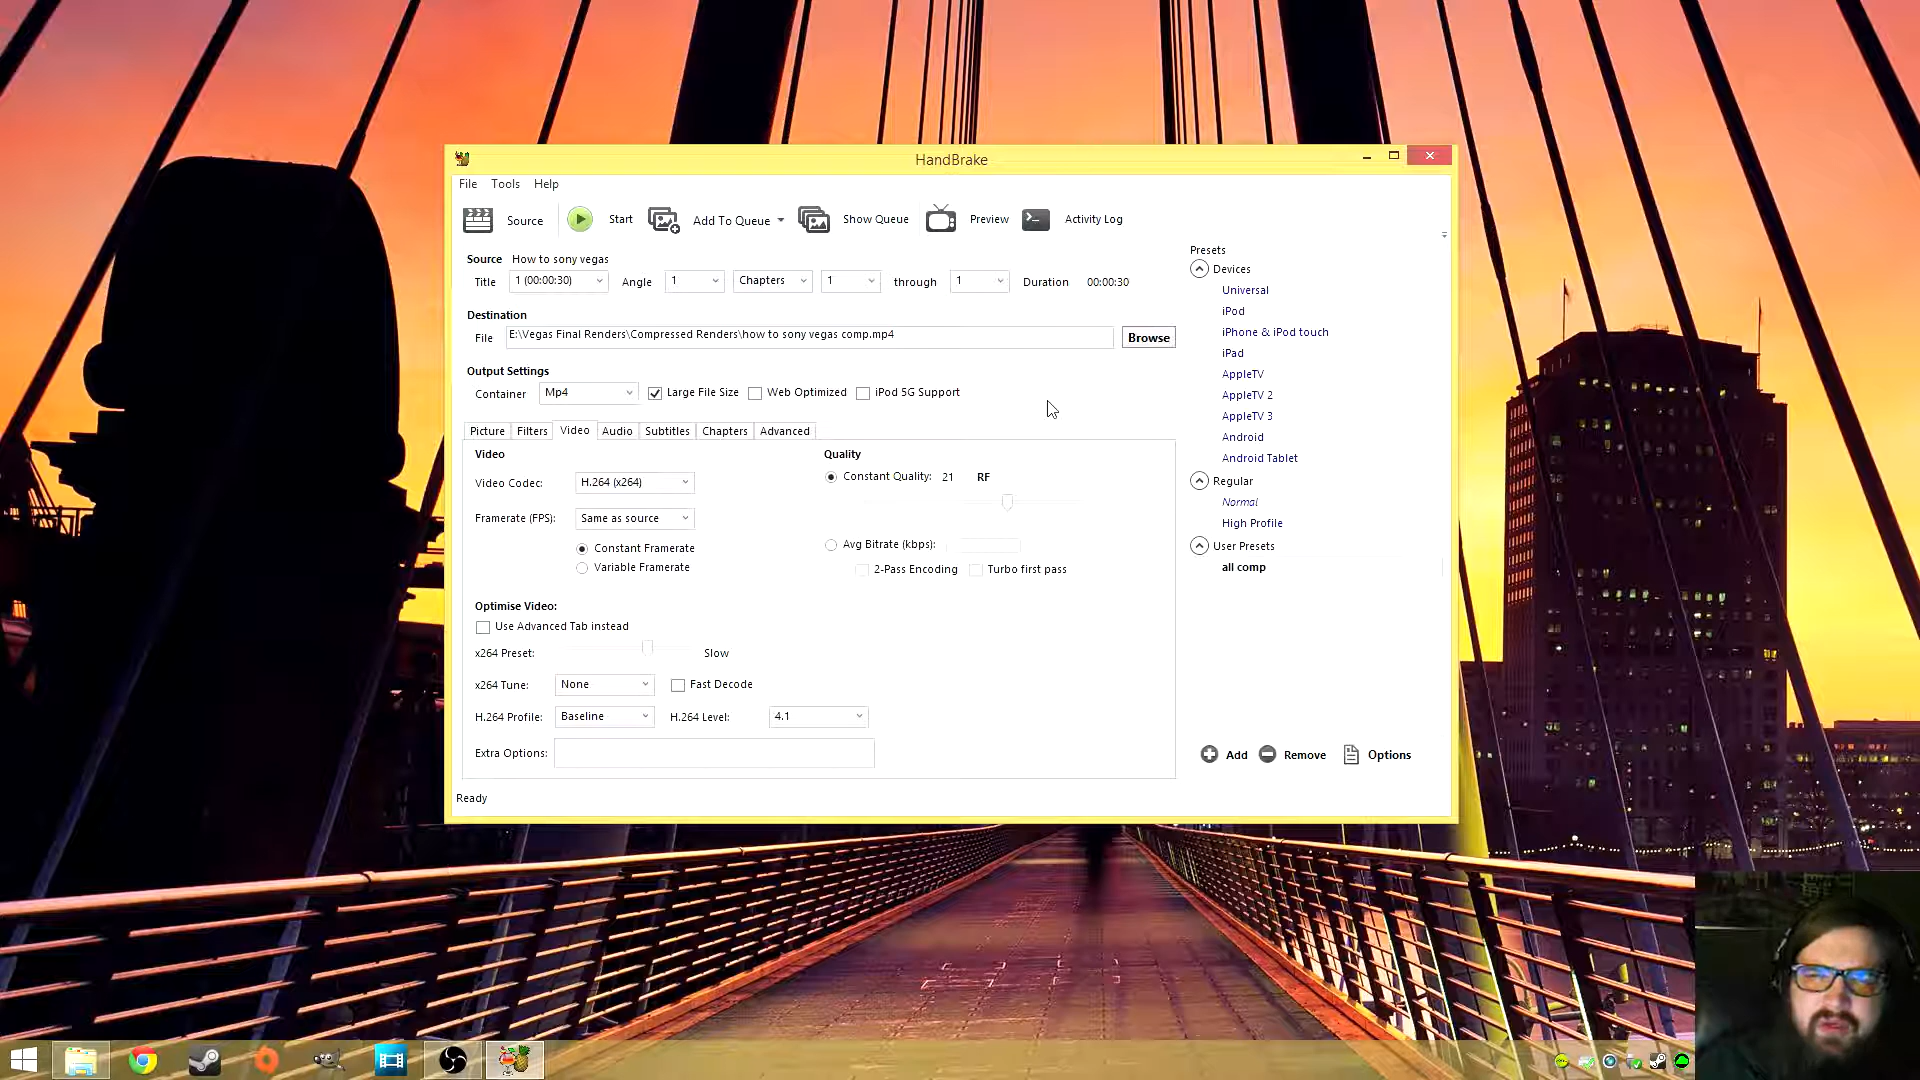 HandBrake
File Tools Help
Source Start Add To Queue Show Queue Preview Activity Log
Source How to sony vegas
Title 1 (00:00:30) Angle 1 Chapters 1 through 1 Duration 00:00:30
Destination
File E:\Vegas Final Renders\Compressed Renders\how to sony vegas comp.mp4 Browse
Output Settings
Container Mp4 Large File Size Web Optimized iPod 5G Support
Picture Filters Video Audio Subtitles Chapters Advanced
Video
Video Codec: H.264 (x264)
Framerate (FPS): Same as source
Constant Framerate
Variable Framerate
Quality
Constant Quality: 21 RF
Avg Bitrate (kbps):
2-Pass Encoding Turbo first pass
Optimise Video:
Use Advanced Tab instead
x264 Preset: Slow
x264 Tune: None Fast Decode
H.264 Profile: Baseline H.264 Level: 4.1
Extra Options:
Ready
Presets
Devices
Universal
iPod
iPhone & iPod touch
iPad
AppleTV
AppleTV 2
AppleTV 3
Android
Android Tablet
Regular
Normal
High Profile
User Presets
all comp
Add Remove Options